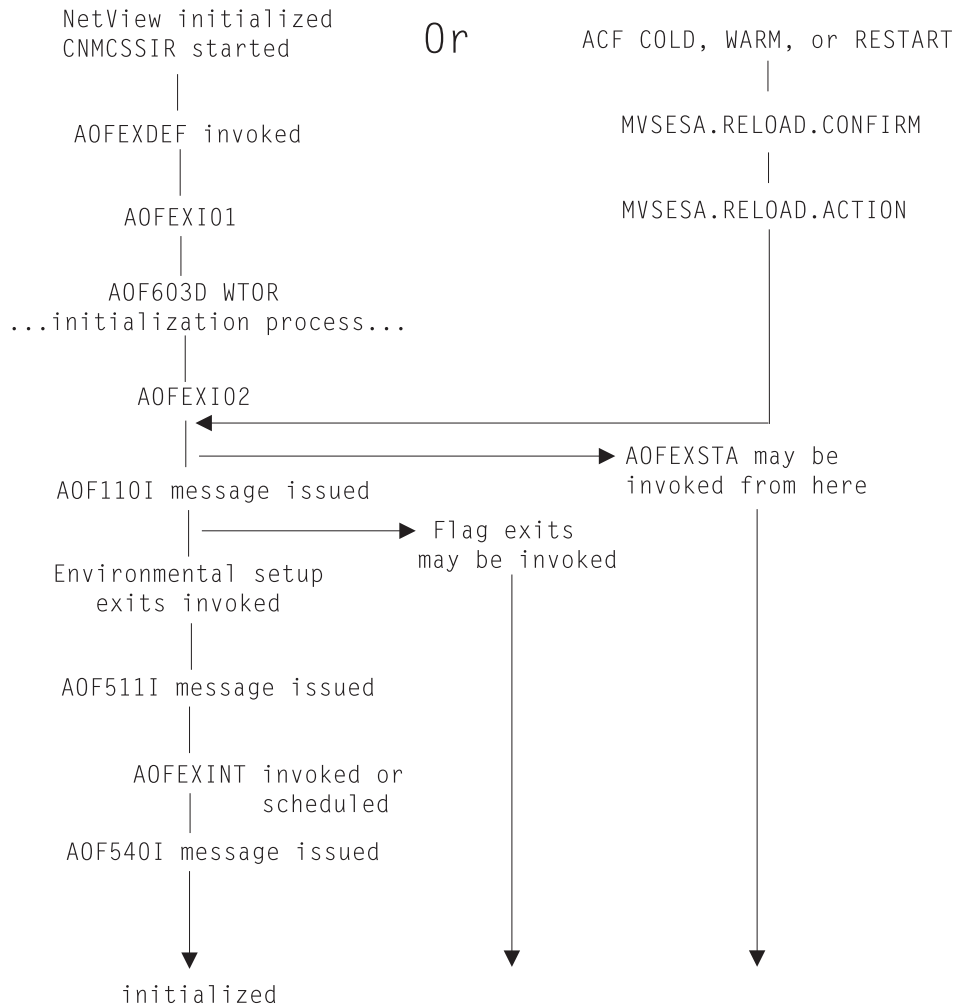 NetView initialized
CNMCSSIR started
Or
ACF COLD, WARM, or RESTART
AOFEXDEF invoked
MVSESA.RELOAD.CONFIRM
AOFEXI01
MVSESA.RELOAD.ACTION
AOF603D WTOR
...initialization process...
AOFEXI02
AOFEXSTA may be
invoked from here
AOF110I message issued
Flag exits
may be invoked
Environmental setup
exits invoked
AOF511I message issued
AOFEXINT invoked or
scheduled
AOF540I message issued
initialized